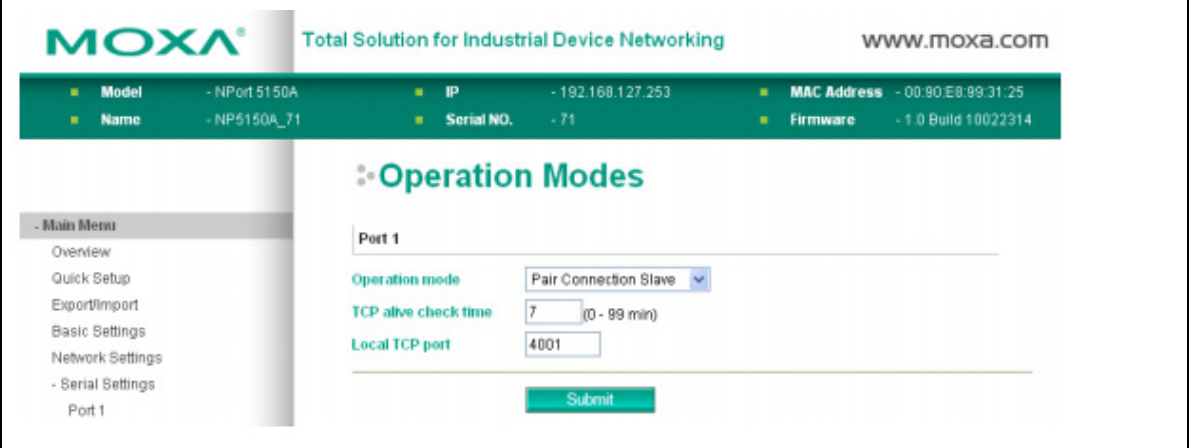 MOXA® Total Solution for Industrial Device Networking www.moxa.com
Model - NPort 5150A IP - 192.168.127.253 MAC Address - 00:90:E8:99:31:25
Name - NP5150A_71 Serial NO. - 71 Firmware - 1.0 Build 10022314
Operation Modes
- Main Menu
Overview
Quick Setup
Export/Import
Basic Settings
Network Settings
- Serial Settings
Port 1
Port 1
Operation mode Pair Connection Slave
TCP alive check time 7 (0 - 99 min)
Local TCP port 4001
Submit